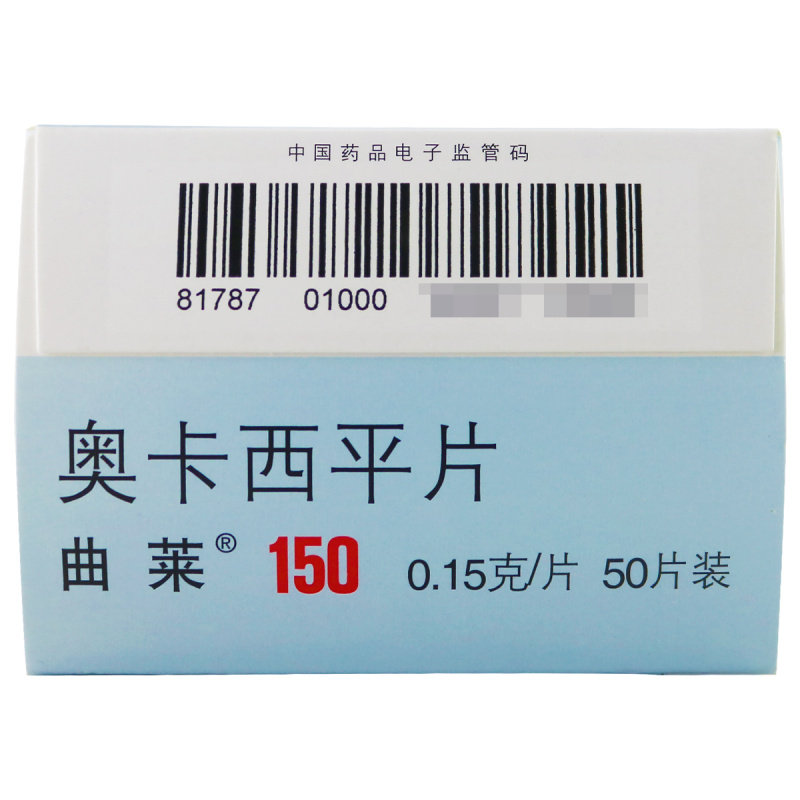 中国药品电子监管码
81787 01000
奥卡西平片
曲莱® 150 0.15克/片 50片装